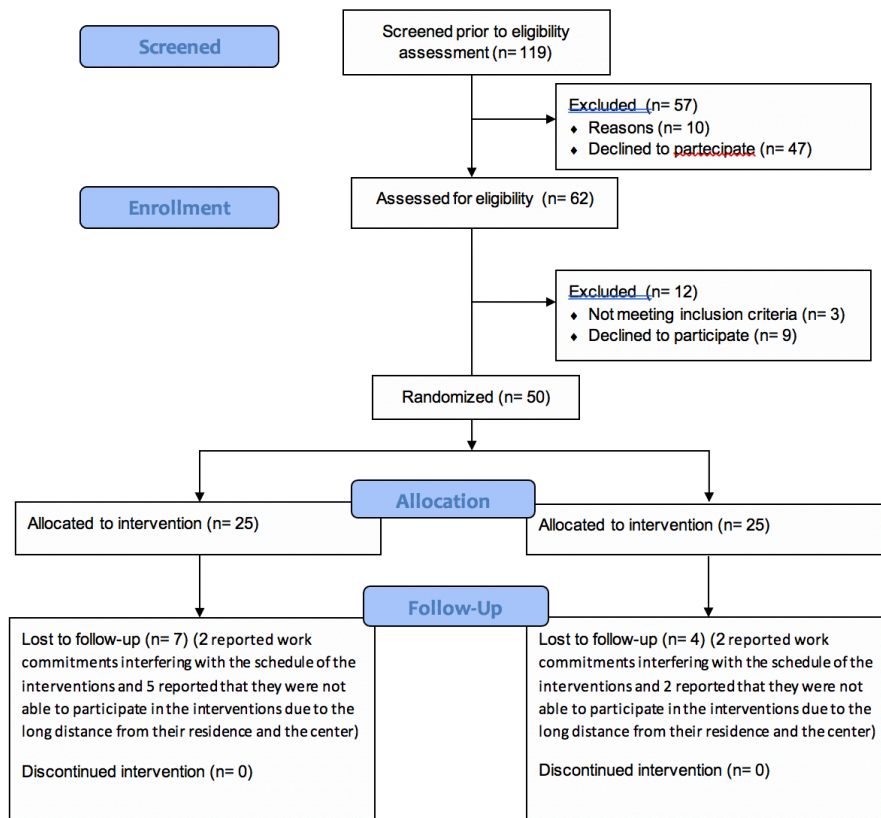 Screened
Screened prior to eligibility
assessment (n= 119)
Excluded (n= 57)
♦ Reasons (n= 10)
♦ Declined to partecipate (n= 47)
Enrollment
Assessed for eligibility (n= 62)
Excluded (n= 12)
♦ Not meeting inclusion criteria (n= 3)
♦ Declined to participate (n= 9)
Randomized (n= 50)
Allocation
Allocated to intervention (n= 25)
Allocated to intervention (n= 25)
Follow-Up
Lost to follow-up (n= 7) (2 reported work
commitments interfering with the schedule of the
interventions and 5 reported that they were not
able to participate in the interventions due to the
long distance from their residence and the center)
Discontinued intervention (n= 0)
Lost to follow-up (n= 4) (2 reported work
commitments interfering with the schedule of the
interventions and 2 reported that they were not
able to participate in the interventions due to the
long distance from their residence and the center)
Discontinued intervention (n= 0)